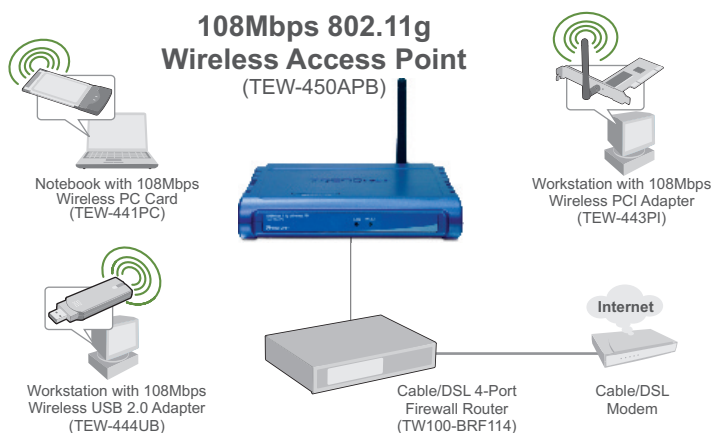 108Mbps 802.11g
Wireless Access Point
(TEW-450APB)
Notebook with 108Mbps
Wireless PC Card
(TEW-441PC)
Workstation with 108Mbps
Wireless PCI Adapter
(TEW-443PI)
Internet
Workstation with 108Mbps
Wireless USB 2.0 Adapter
(TEW-444UB)
Cable/DSL 4-Port
Firewall Router
(TW100-BRF114)
Cable/DSL
Modem